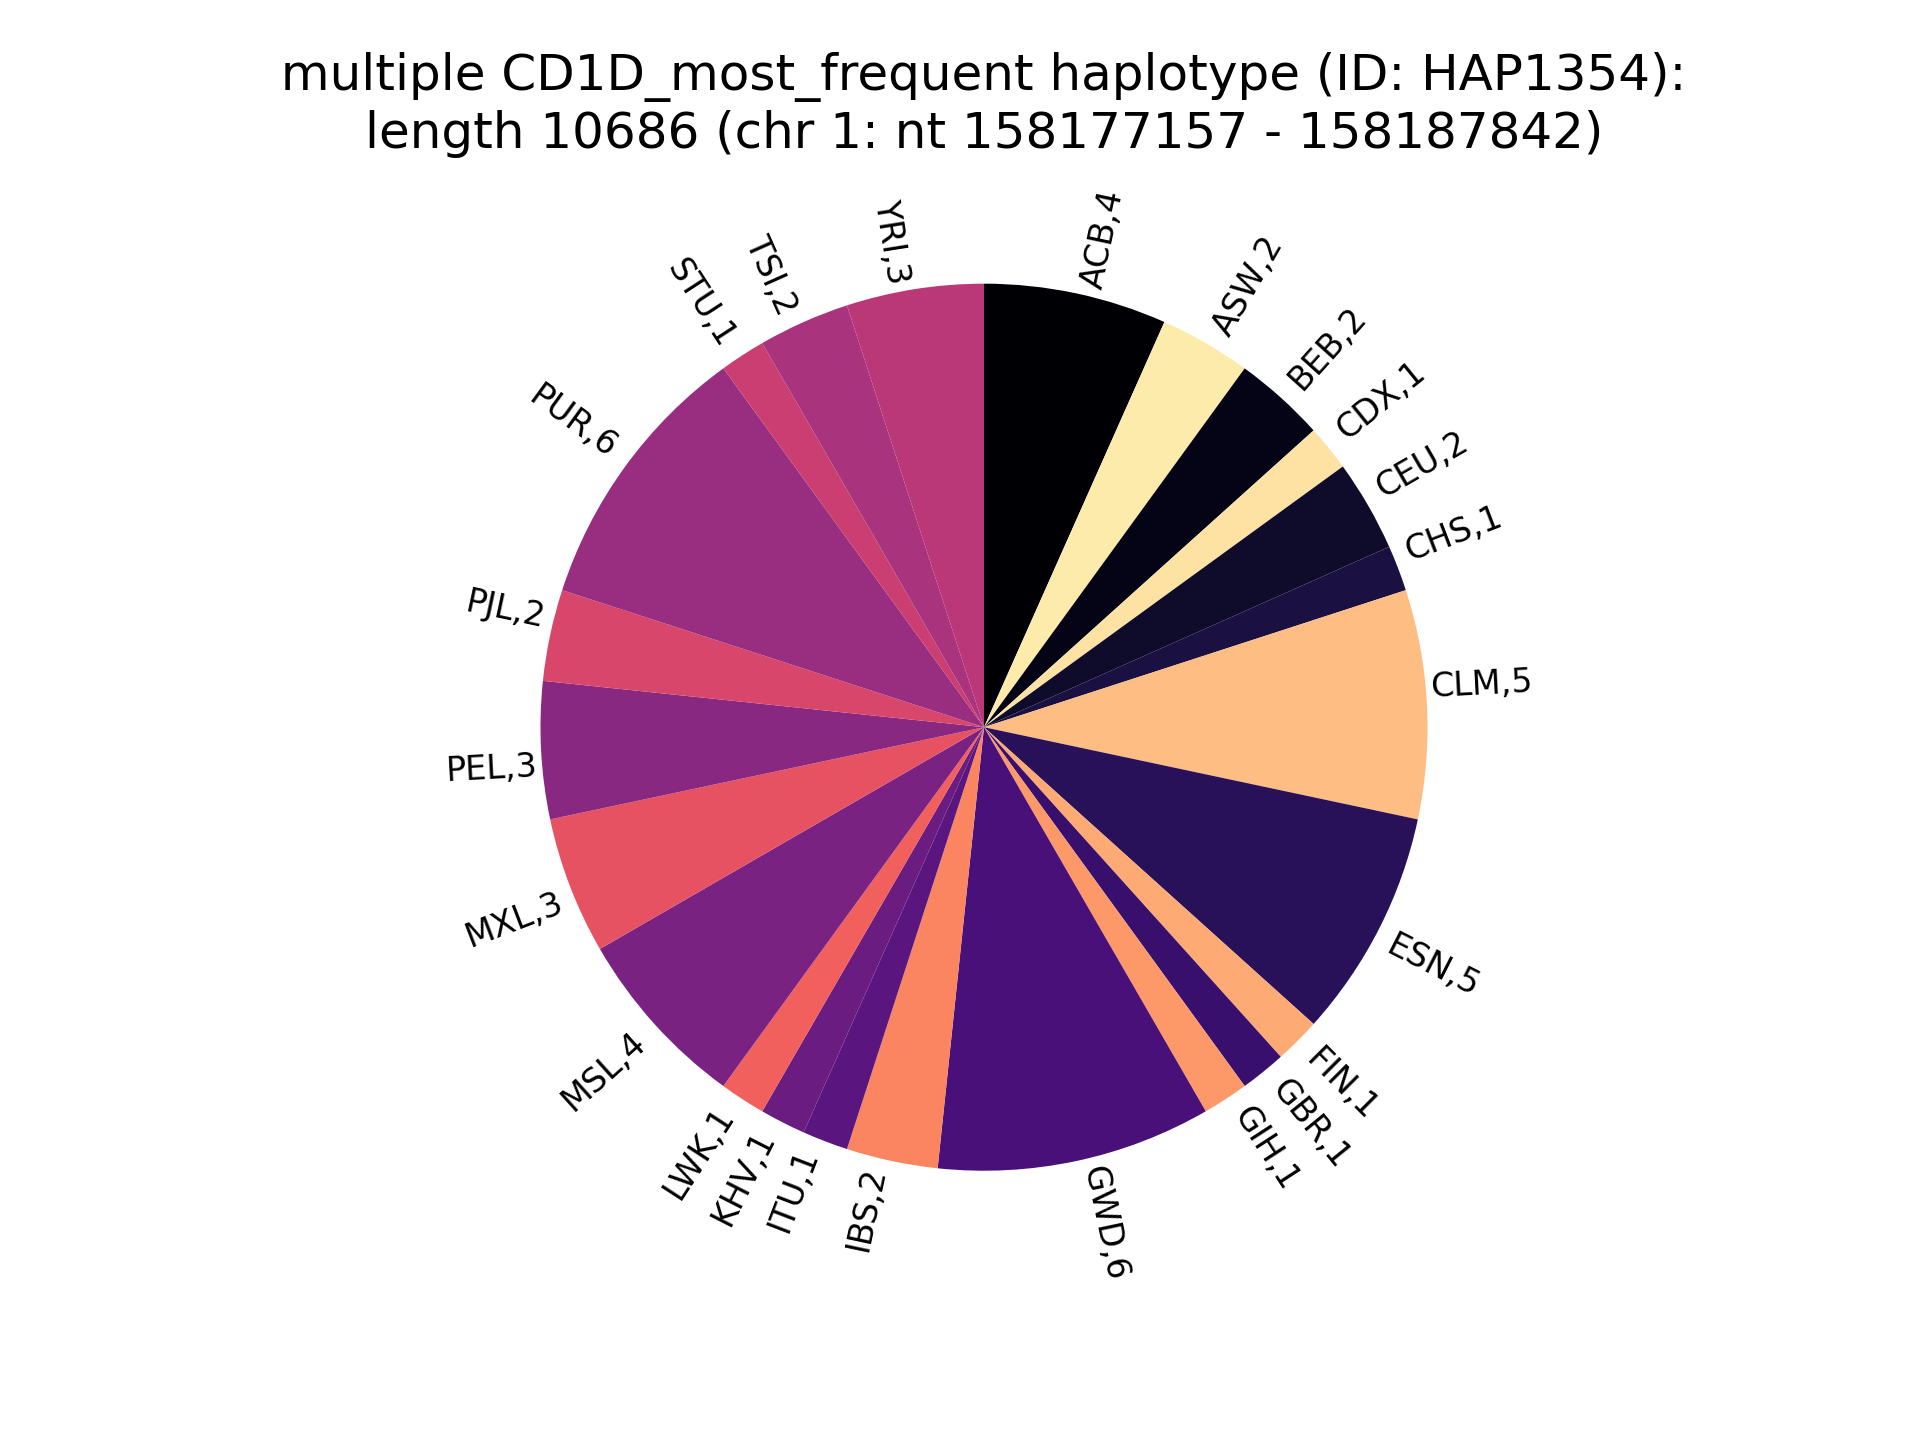 multiple CD1D_most_frequent haplotype (ID: HAP1354):
length 10686 (chr 1: nt 158177157 - 158187842)
ACB,4
ASW,2
BEB,2
CDX,1
CEU,2
CHS,1
CLM,5
ESN,5
FIN,1
GBR,1
GIH,1
GWD,6
IBS,2
ITU,1
KHV,1
LWK,1
MSL,4
MXL,3
PEL,3
PJL,2
PUR,6
STU,1
TSI,2
YRI,3